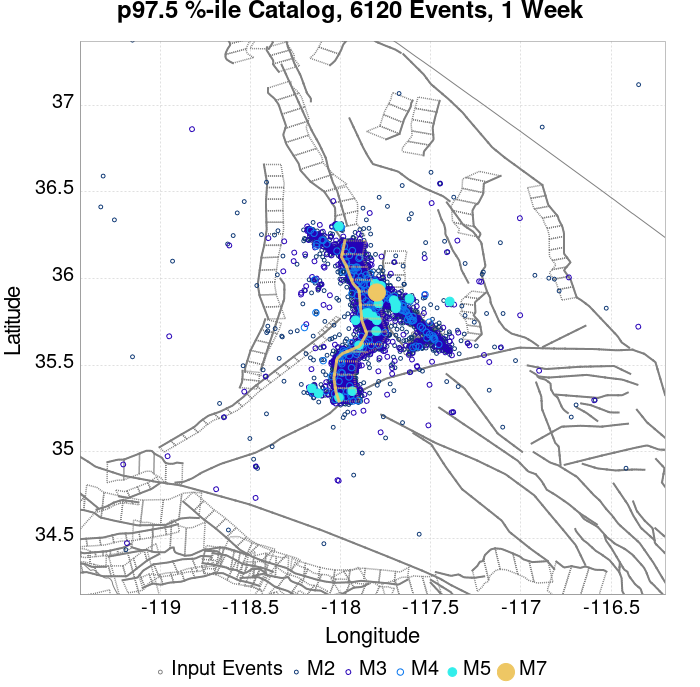 p97.5 %-ile Catalog, 6120 Events, 1 Week
37
36.5
36
35.5
35
34.5
Latitude
-119 -118.5 -118 -117.5 -117 -116.5
Longitude
Input Events M2 M3 M4 M5 M7